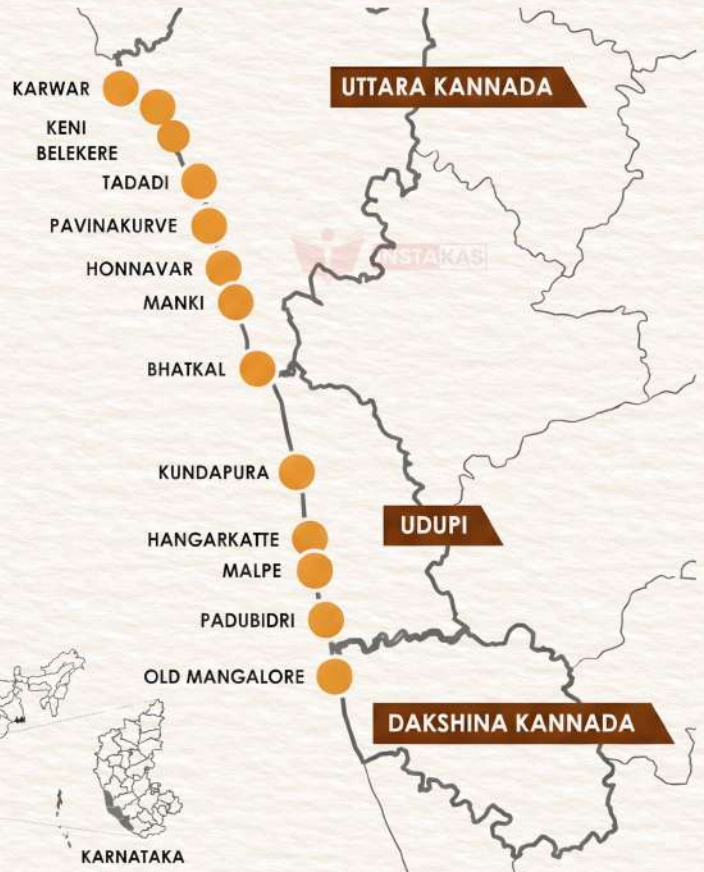 KARWAR
UTTARA KANNADA
KENI
BELEKERE
TADADI
PAVINAKURVE
INSTAKAS
HONNAVAR
MANKI
BHATKAL
KUNDAPURA
UDUPI
HANGARKATTE
MALPE
PADUBIDRI
OLD MANGALORE
DAKSHINA KANNADA
KARNATAKA